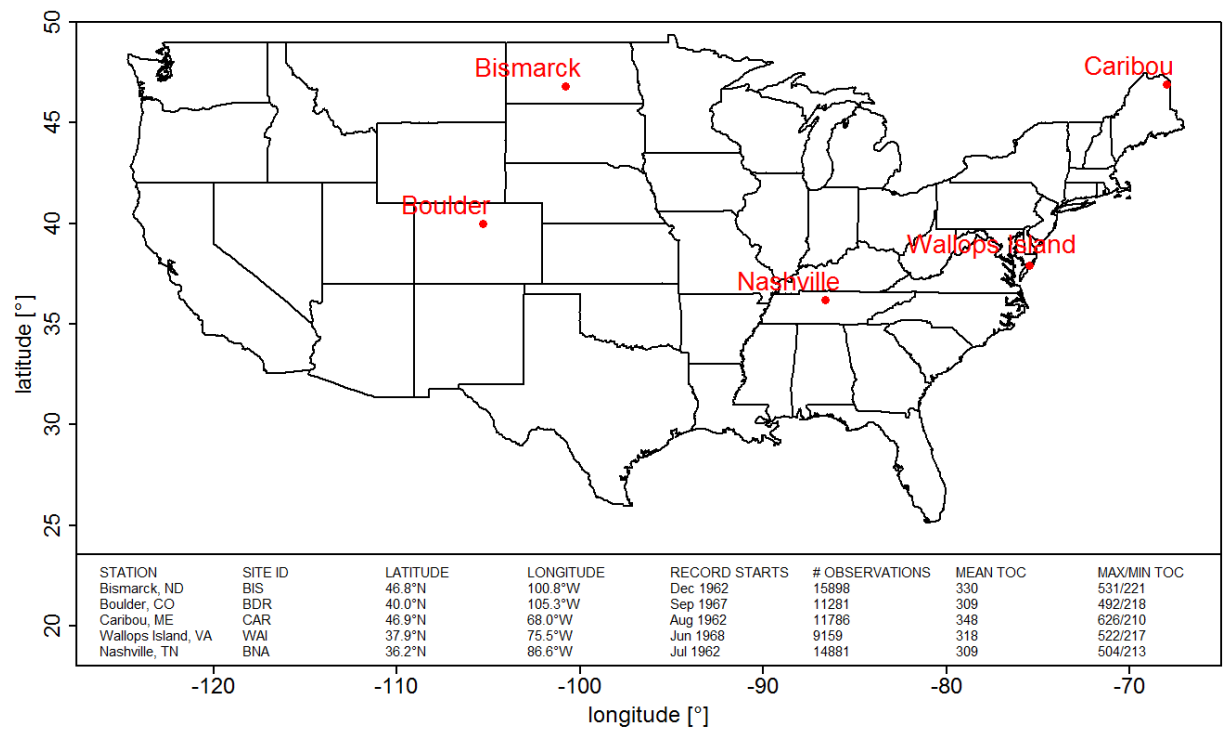 50
45
40
35
30
25
20
latitude [°]
Bismarck
Caribou
Boulder
Wallops Island
Nashville
STATION SITE ID LATITUDE LONGITUDE RECORD STARTS # OBSERVATIONS MEAN TOC MAX/MIN TOC
Bismarck, ND BIS 46.8°N 100.8°W Dec 1962 15898 330 531/221
Boulder, CO BDR 40.0°N 105.3°W Sep 1967 11281 309 492/218
Caribou, ME CAR 46.9°N 68.0°W Aug 1962 11786 348 626/210
Wallops Island, VA WAI 37.9°N 75.5°W Jun 1968 9159 318 522/217
Nashville, TN BNA 36.2°N 86.6°W Jul 1962 14881 309 504/213
-120 -110 -100 -90 -80 -70
longitude [°]